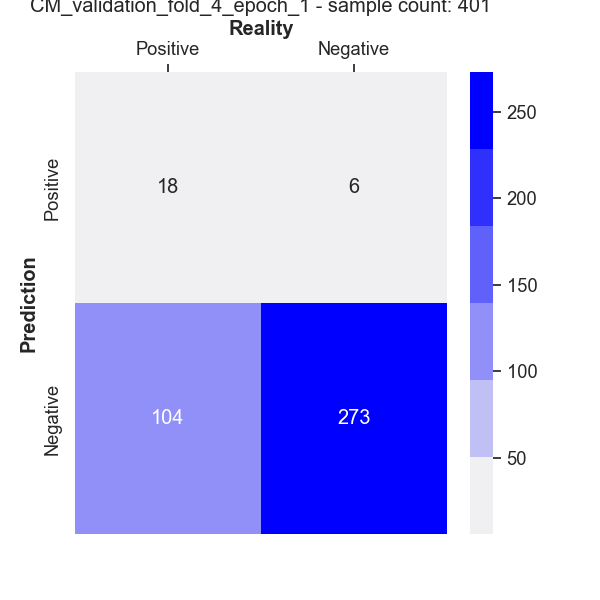 CM_validation_fold_4_epoch_1 - sample count: 401
Reality
Positive Negative
Prediction
Positive
18 6
Negative
104 273
250
200
150
100
50